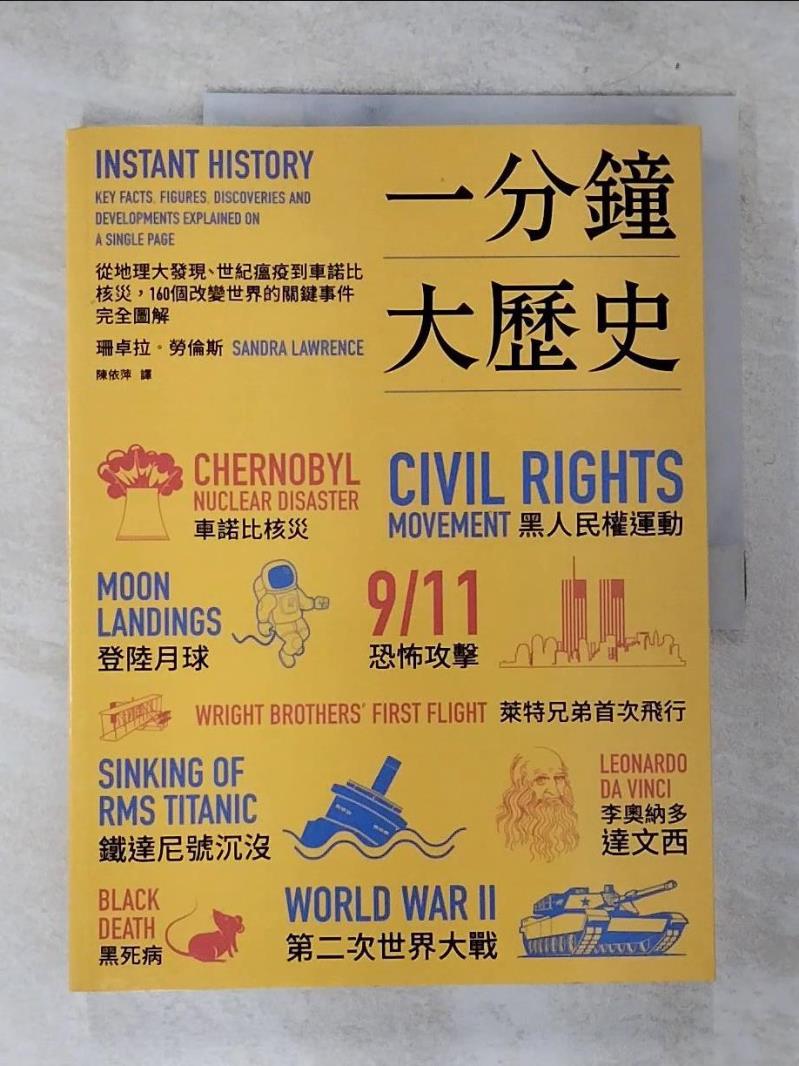 INSTANT HISTORY
KEY FACTS, FIGURES, DISCOVERIES AND
DEVELOPMENTS EXPLAINED ON
A SINGLE PAGE
從地理大發現、世紀瘟疫到車諾比
核災，160個改變世界的關鍵事件
完全圖解
珊卓拉・勞倫斯 SANDRA LAWRENCE
陳依萍 譯
一分鐘
大歷史
CHERNOBYL
NUCLEAR DISASTER
車諾比核災
CIVIL RIGHTS
MOVEMENT 黑人民權運動
MOON
LANDINGS
登陸月球
9/11
恐怖攻擊
WRIGHT BROTHERS' FIRST FLIGHT 萊特兄弟首次飛行
SINKING OF
RMS TITANIC
鐵達尼號沉沒
LEONARDO
DA VINCI
李奧納多
達文西
BLACK
DEATH
黑死病
WORLD WAR II
第二次世界大戰